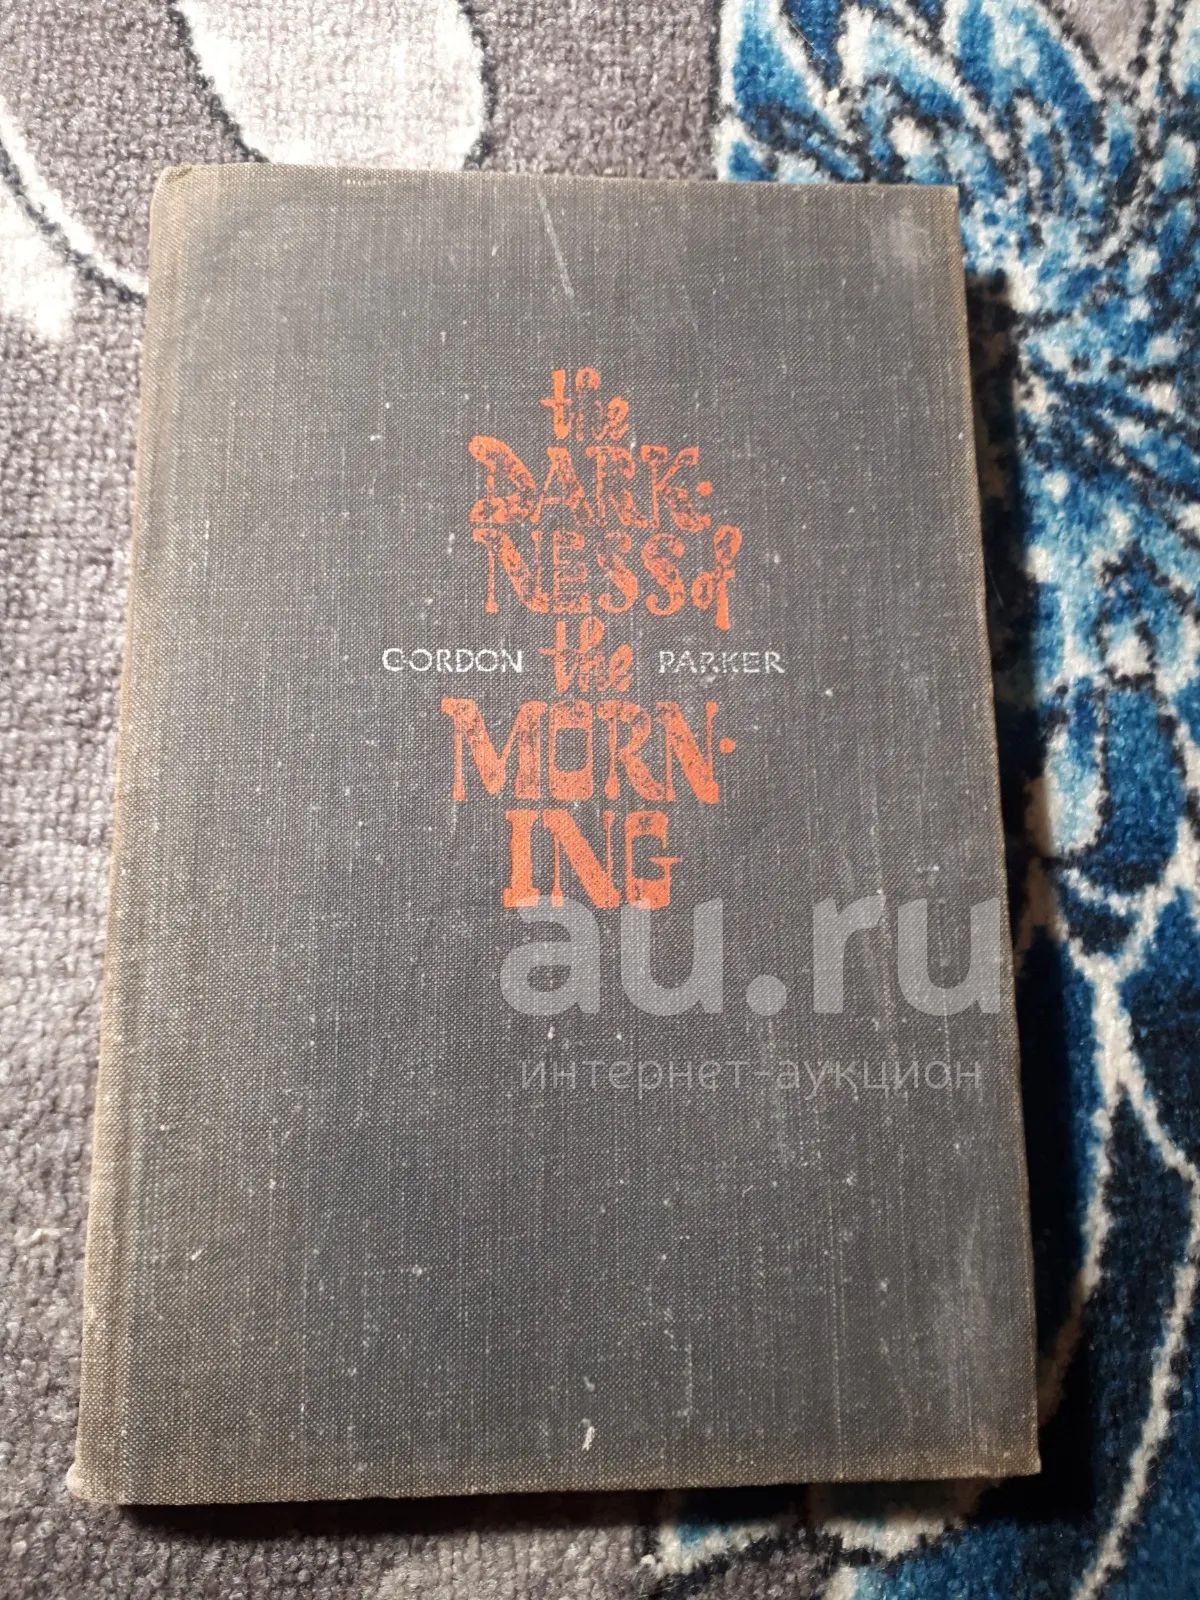 the
DARK·
NESS of
GORDON the PARKER
MORN·
ING
au.ru
интернет-аукцион